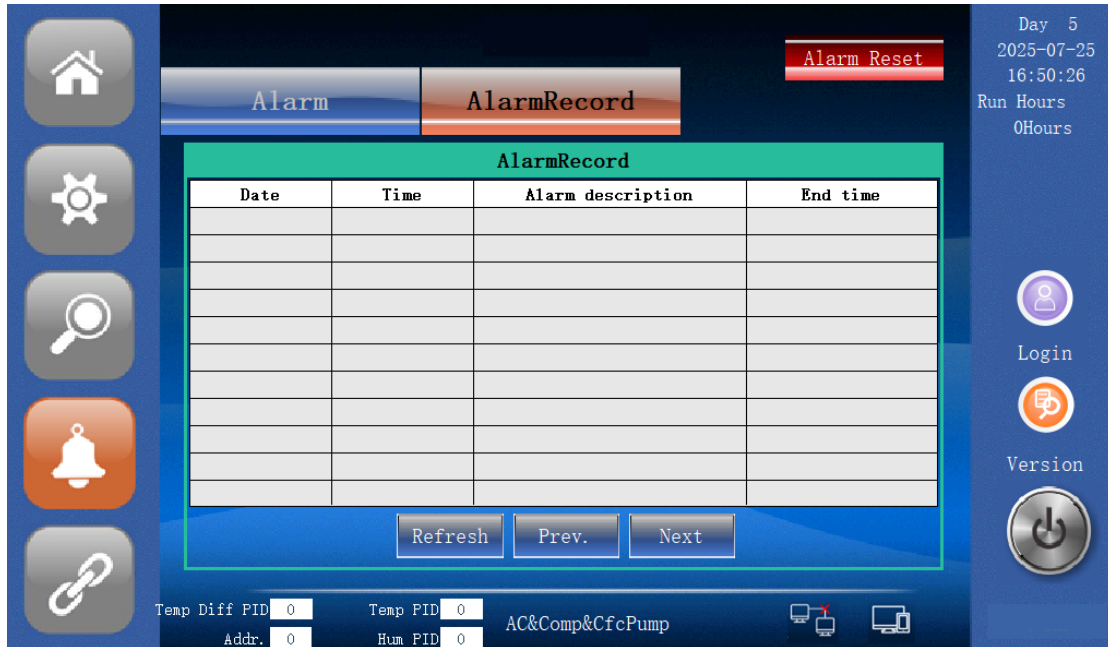 Day 5
2025-07-25
16:50:26
Run Hours
0Hours
Alarm Reset
Alarm AlarmRecord
AlarmRecord
Date Time Alarm description End time
Login
Version
Refresh Prev. Next
Temp Diff PID 0 Temp PID 0
AC&Comp&CfcPump
Addr. 0 Hum PID 0